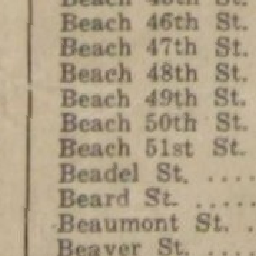 Beach 45th St.
Beach 46th St.
Beach 47th St.
Beach 48th St.
Beach 49th St.
Beach 50th St.
Beach 51st St.
Beadel St. ....
Beard St. .....
Beaumont St. .
Beaver St. ....